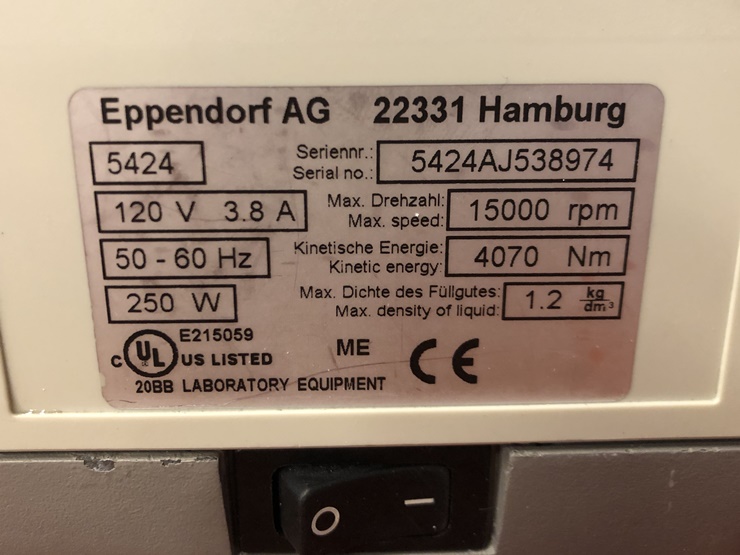 Eppendorf AG 22331 Hamburg
5424
Seriennr.:
Serial no.:
5424AJ538974
120 V 3.8 A
Max. Drehzahl:
Max. speed:
15000 rpm
50 - 60 Hz
Kinetische Energie:
Kinetic energy:
4070 Nm
250 W
Max. Dichte des Füllgutes:
Max. density of liquid:
1.2 kg/dm³
E215059
C UL US LISTED
ME
CE
20BB LABORATORY EQUIPMENT
O I